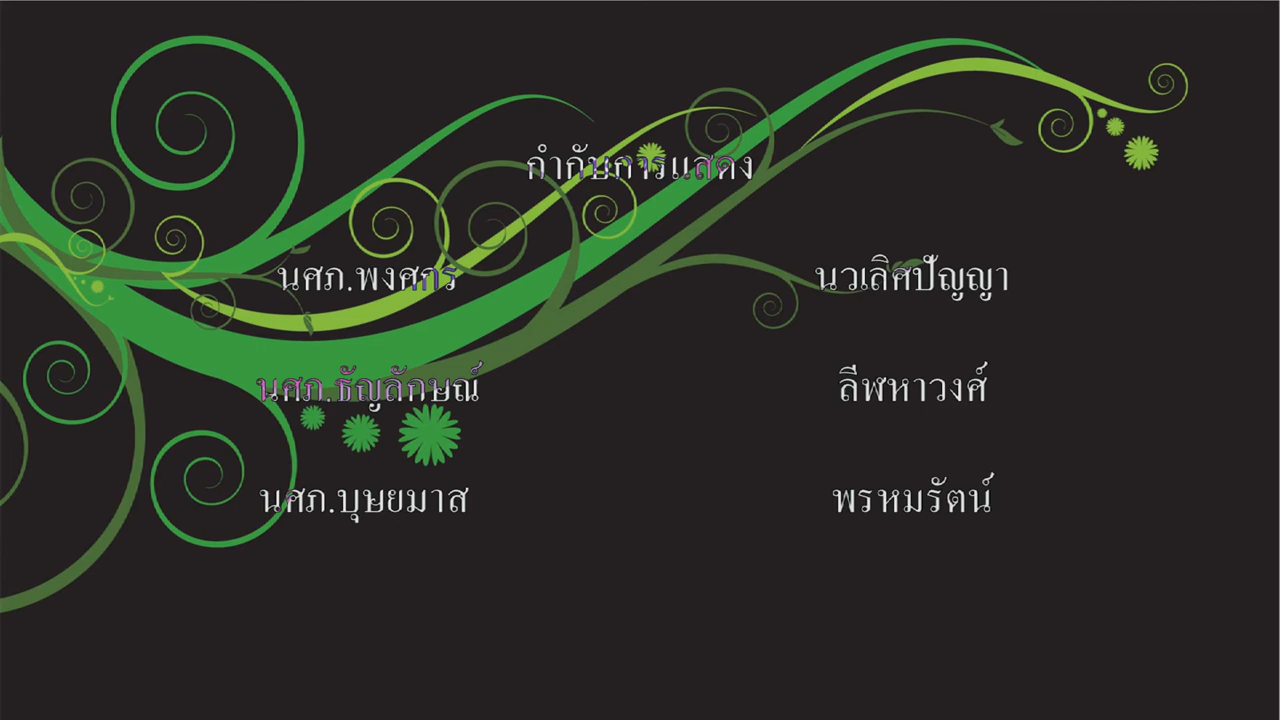 กำกับการแสดง
นศภ.พงศกร นวเลิศปัญญา
นศภ.ธัญลักษณ์ ลีฬหาวงศ์
นศภ.บุษยมาส พรหมรัตน์